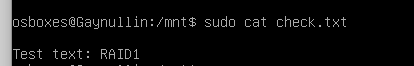 osboxes@Gaynullin:/mnt$ sudo cat check.txt
Test text: RAID1